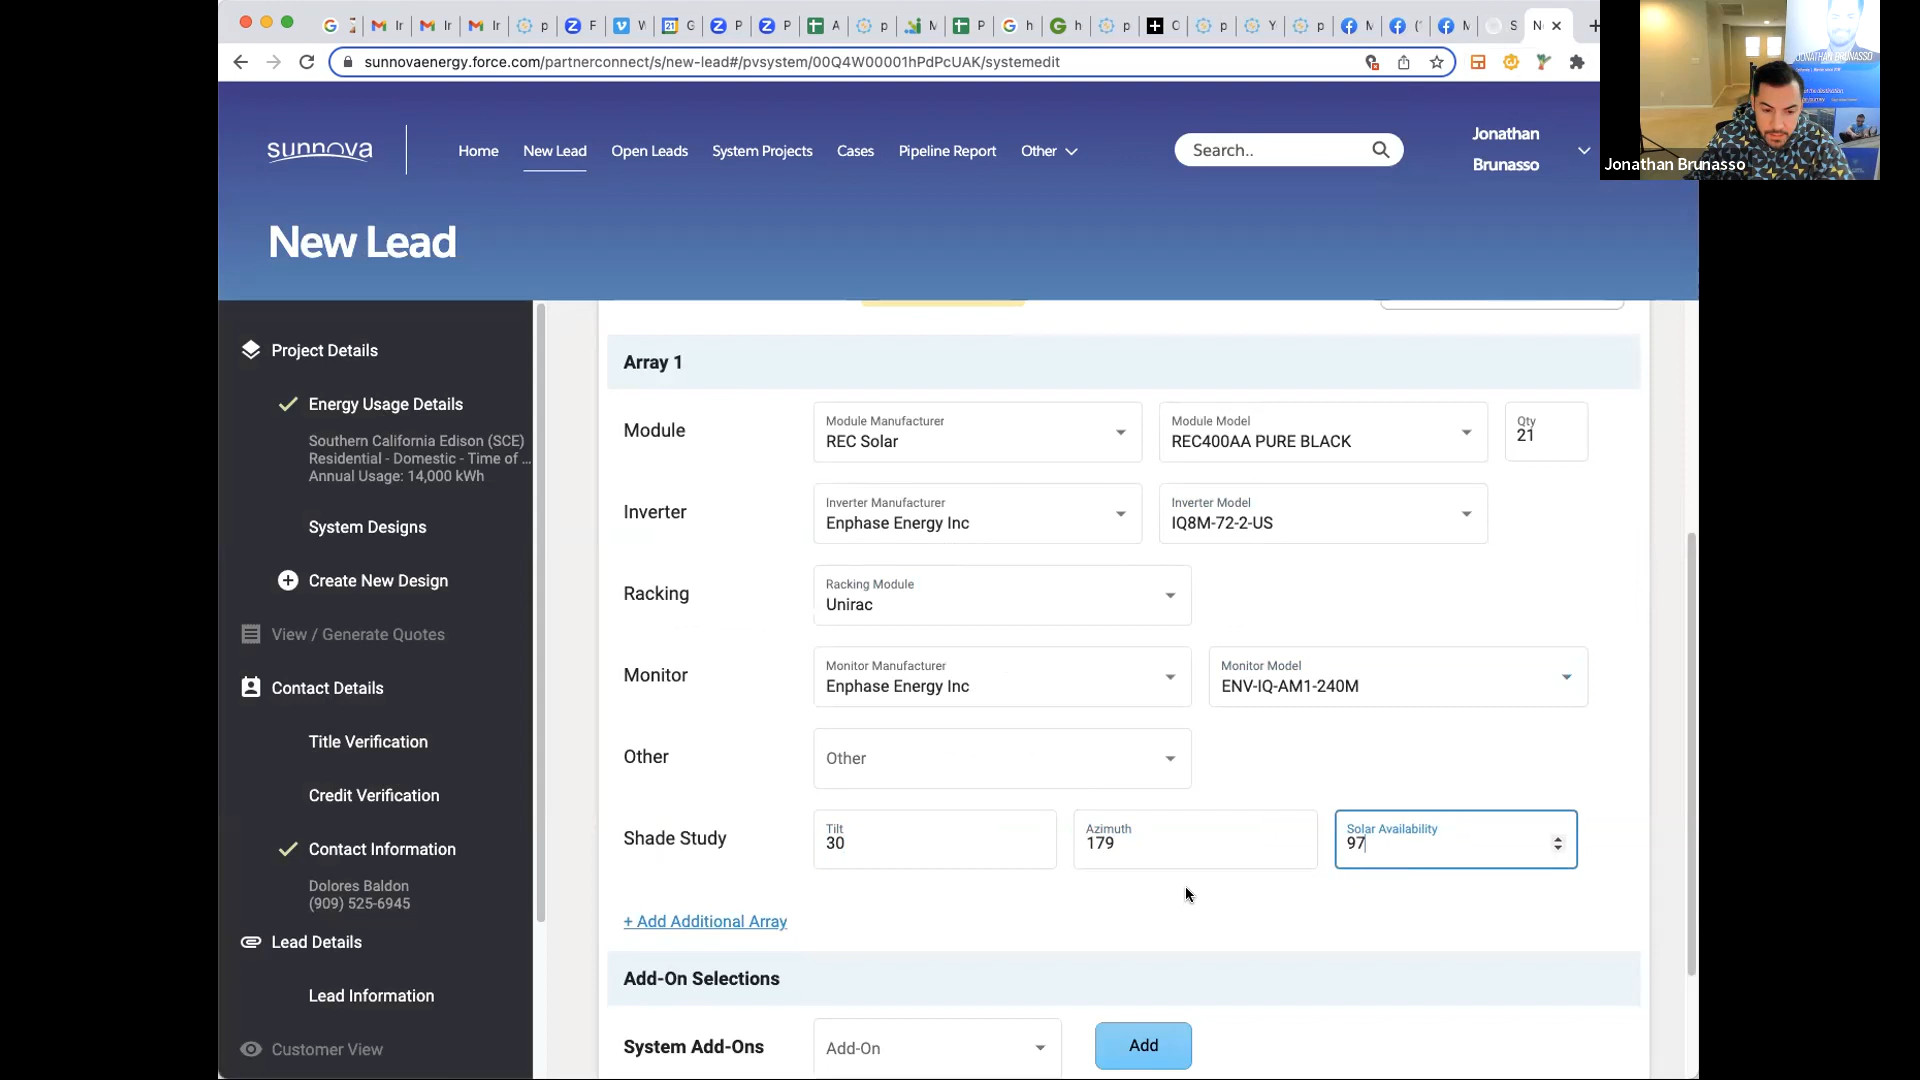 Ir
Ir
Ir
p
F
W
G
P
P
A
p
M
P
h
h
p
C
p
Y
p
M
(1
M
S
N
sunnovaenergy.force.com/partnerconnect/s/new-lead#/pvsystem/00Q4W00001hPdPcUAK/systemedit
JONATHAN BRUNASSO
Jonathan Brunasso
sunnova
Home
New Lead
Open Leads
System Projects
Cases
Pipeline Report
Other
Search..
Jonathan
Brunasso
New Lead
Project Details
Energy Usage Details
Southern California Edison (SCE)
Residential - Domestic - Time of ...
Annual Usage: 14,000 kWh
System Designs
Create New Design
View / Generate Quotes
Contact Details
Title Verification
Credit Verification
Contact Information
Dolores Baldon
(909) 525-6945
Lead Details
Lead Information
Customer View
Array 1
Module
Module Manufacturer
REC Solar
Module Model
REC400AA PURE BLACK
Qty
21
Inverter
Inverter Manufacturer
Enphase Energy Inc
Inverter Model
IQ8M-72-2-US
Racking
Racking Module
Unirac
Monitor
Monitor Manufacturer
Enphase Energy Inc
Monitor Model
ENV-IQ-AM1-240M
Other
Other
Shade Study
Tilt
30
Azimuth
179
Solar Availability
97
+ Add Additional Array
Add-On Selections
System Add-Ons
Add-On
Add